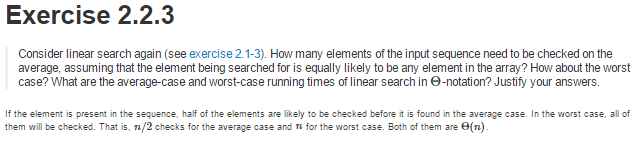 Exercise 2.2.3
Consider linear search again (see exercise 2.1-3). How many elements of the input sequence need to be checked on the
average, assuming that the element being searched for is equally likely to be any element in the array? How about the worst
case? What are the average-case and worst-case running times of linear search in Θ-notation? Justify your answers.
If the element is present in the sequence, half of the elements are likely to be checked before it is found in the average case. In the worst case, all of
them will be checked. That is, n/2 checks for the average case and n for the worst case. Both of them are Θ(n).